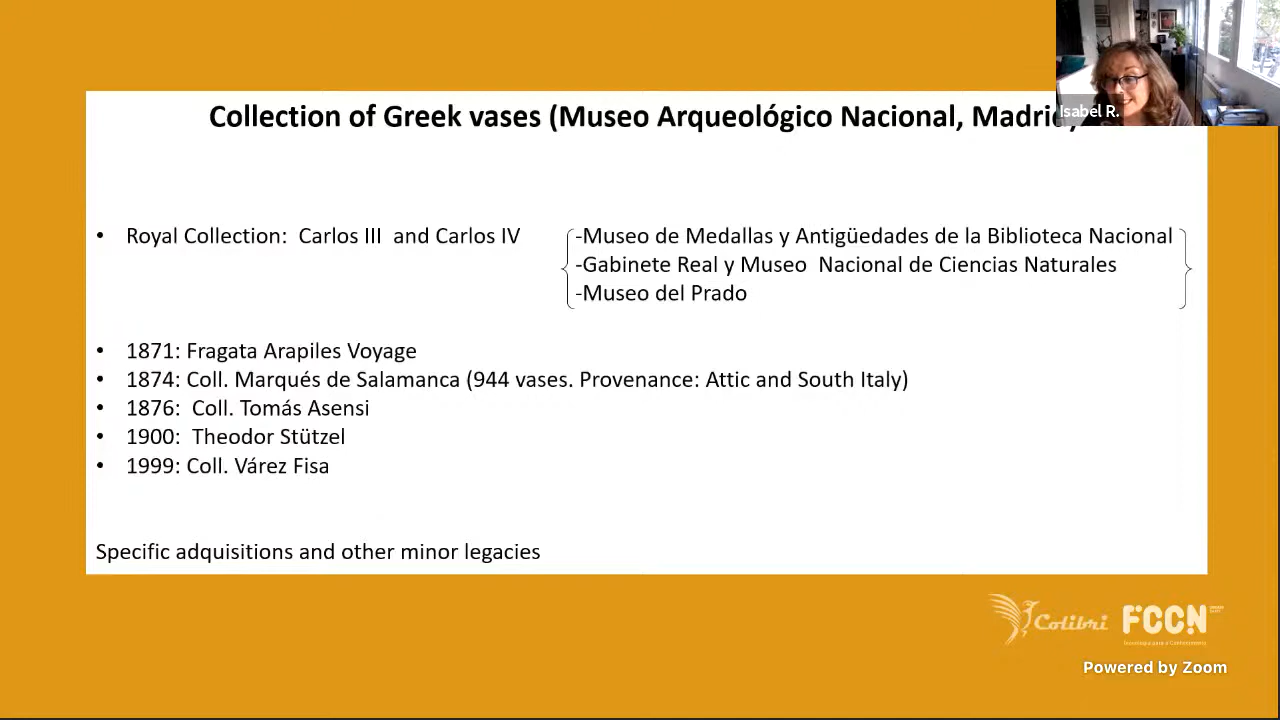 Isabel R.
Collection of Greek vases (Museo Arqueológico Nacional, Madrid)
• Royal Collection: Carlos III and Carlos IV
-Museo de Medallas y Antigüedades de la Biblioteca Nacional
-Gabinete Real y Museo Nacional de Ciencias Naturales
-Museo del Prado
• 1871: Fragata Arapiles Voyage
• 1874: Coll. Marqués de Salamanca (944 vases. Provenance: Attic and South Italy)
• 1876: Coll. Tomás Asensi
• 1900: Theodor Stützel
• 1999: Coll. Várez Fisa
Specific adquisitions and other minor legacies
Colibri
FCCN
Powered by Zoom